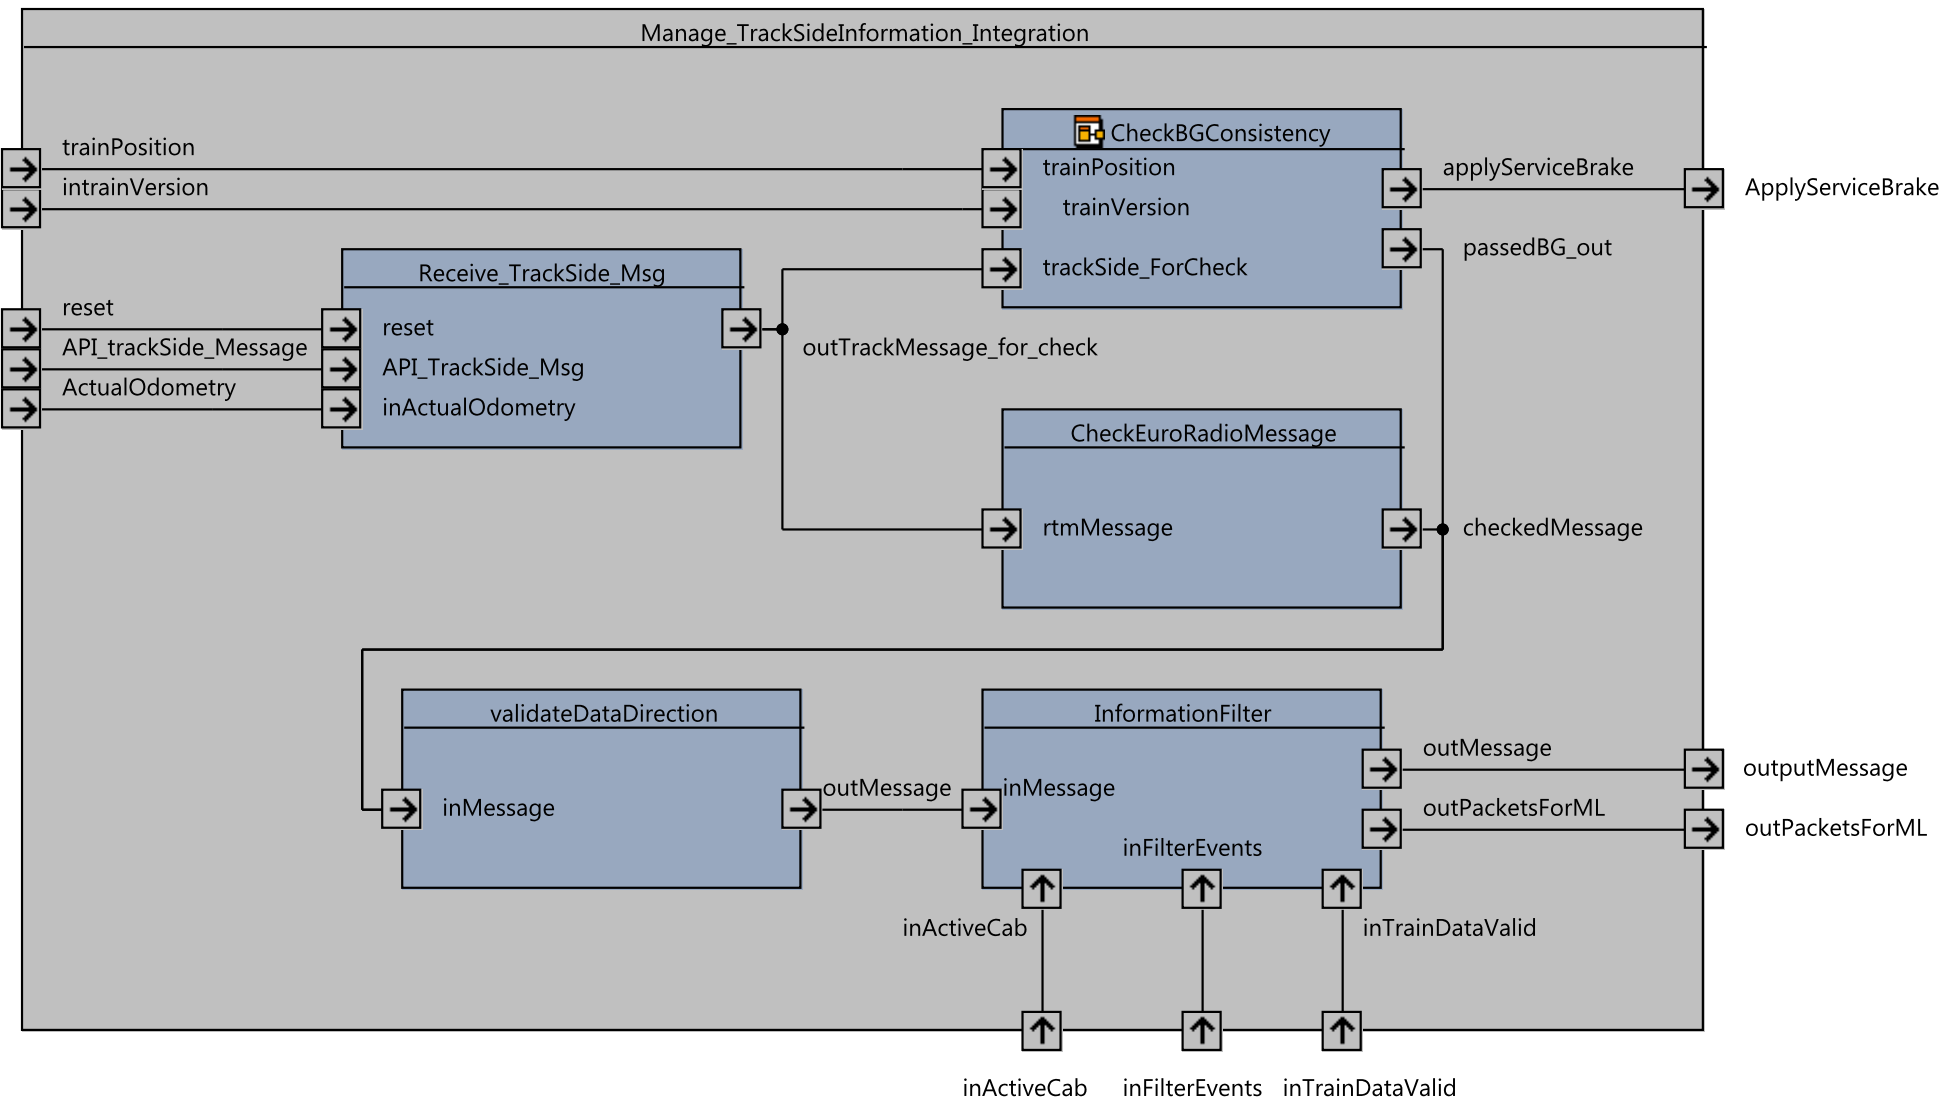 Manage_TrackSideInformation_Integration
trainPosition
intrainVersion
CheckBGConsistency
trainPosition
trainVersion
trackSide_ForCheck
applyServiceBrake
ApplyServiceBrake
passedBG_out
reset
API_trackSide_Message
ActualOdometry
Receive_TrackSide_Msg
reset
API_TrackSide_Msg
inActualOdometry
outTrackMessage_for_check
CheckEuroRadioMessage
rtmMessage
checkedMessage
validateDataDirection
inMessage
outMessage
InformationFilter
inMessage
inFilterEvents
outMessage
outputMessage
outPacketsForML
outPacketsForML
inActiveCab
inTrainDataValid
inActiveCab
inFilterEvents
inTrainDataValid